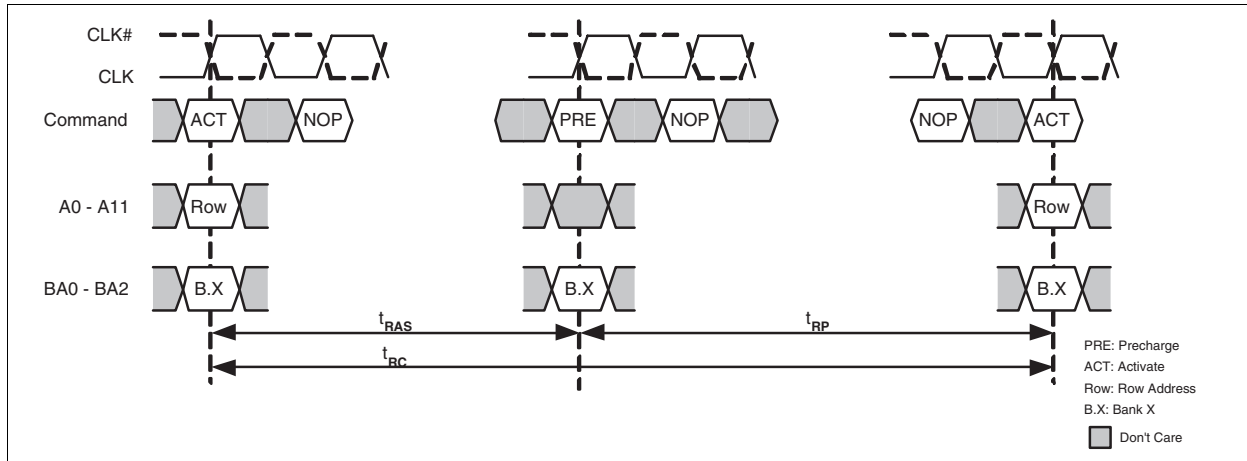 CLK#
CLK
Command ACT NOP PRE NOP NOP ACT
A0 - A11 Row Row
BA0 - BA2 B.X B.X B.X
tRAS tRP
tRC
PRE: Precharge
ACT: Activate
Row: Row Address
B.X: Bank X
Don't Care